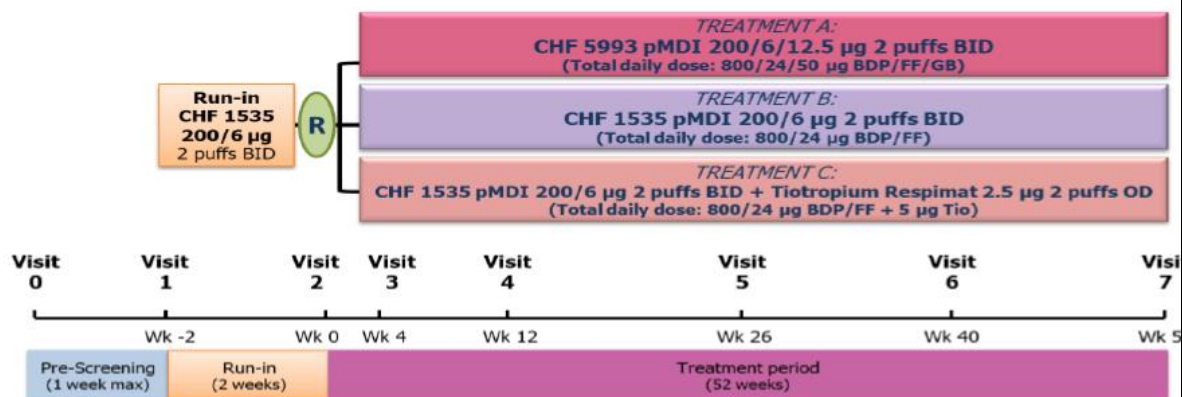 TREATMENT A:
CHF 5993 pMDI 200/6/12.5 µg 2 puffs BID
(Total daily dose: 800/24/50 µg BDP/FF/GB)
Run-in
CHF 1535
200/6 µg
2 puffs BID
R
TREATMENT B:
CHF 1535 pMDI 200/6 µg 2 puffs BID
(Total daily dose: 800/24 µg BDP/FF)
TREATMENT C:
CHF 1535 pMDI 200/6 µg 2 puffs BID + Tiotropium Respimat 2.5 µg 2 puffs OD
(Total daily dose: 800/24 µg BDP/FF + 5 µg Tio)
Visit 0
Visit 1
Visit 2
Visit 3
Visit 4
Visit 5
Visit 6
Visi 7
Wk -2
Wk 0
Wk 4
Wk 12
Wk 26
Wk 40
Wk 5
Pre-Screening
(1 week max)
Run-in
(2 weeks)
Treatment period
(52 weeks)